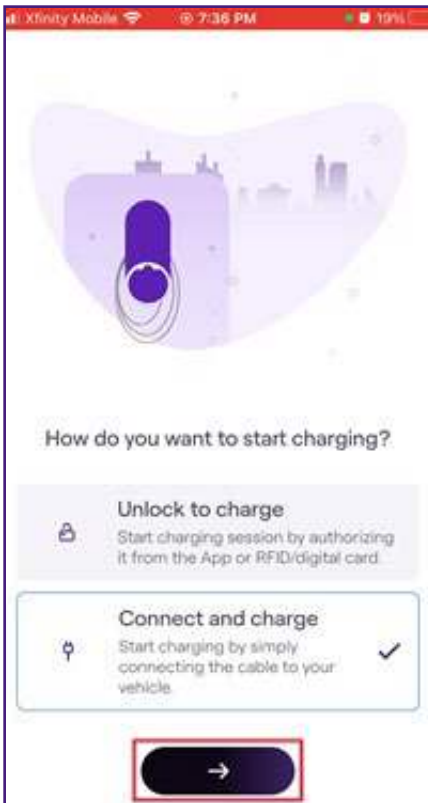 Xfinity Mobile 7:36 PM 19%
How do you want to start charging?
Unlock to charge
Start charging session by authorizing
it from the App or RFID/digital card
Connect and charge
Start charging by simply
connecting the cable to your
vehicle.